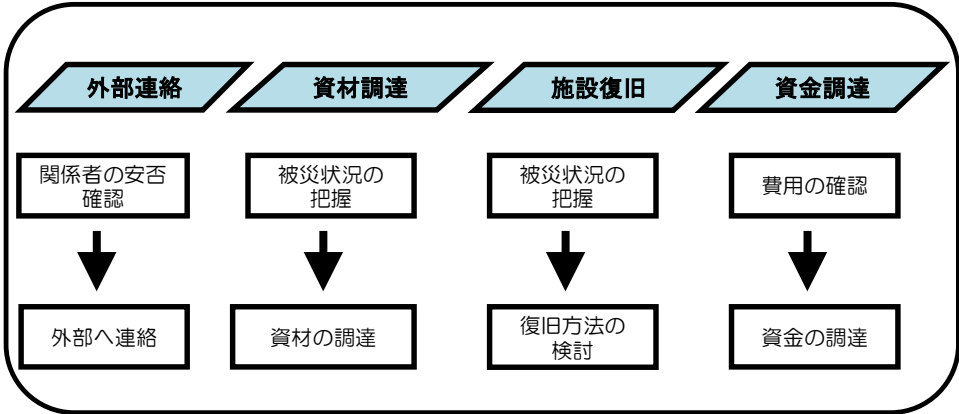 外部連絡
資材調達
施設復旧
資金調達
関係者の安否
確認
被災状況の
把握
被災状況の
把握
費用の確認
外部へ連絡
資材の調達
復旧方法の
検討
資金の調達